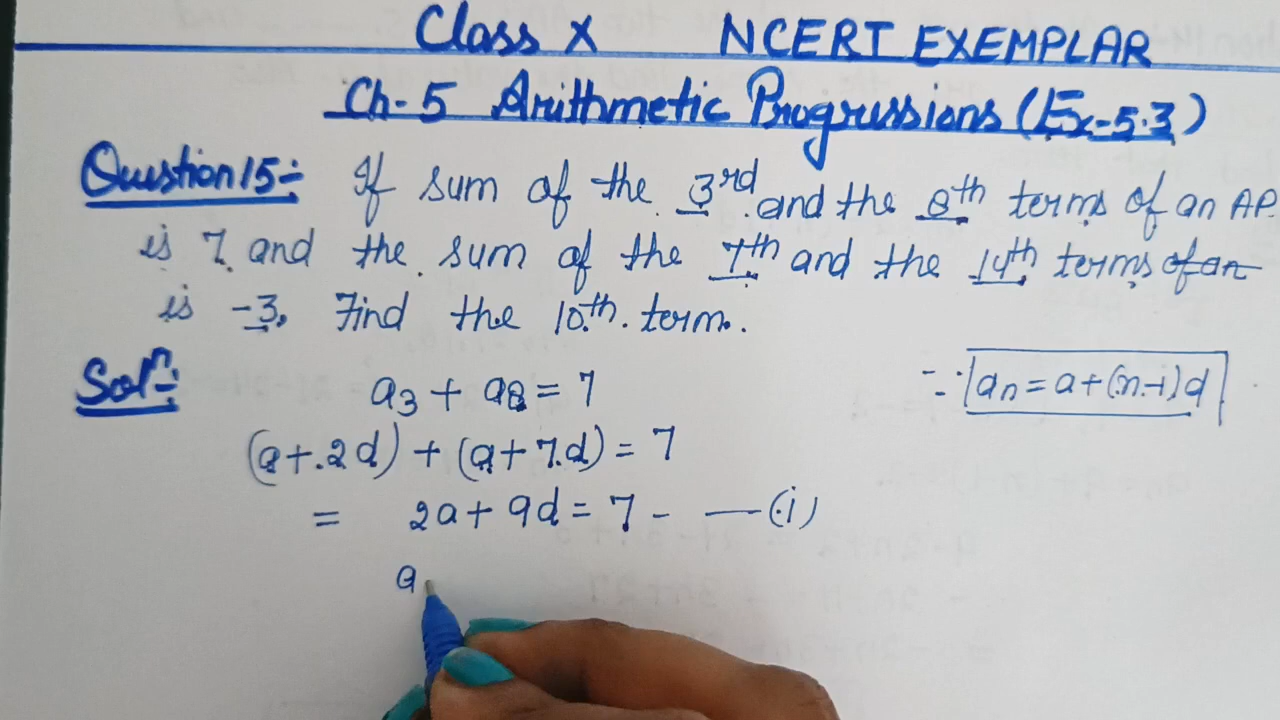 Class X NCERT EXEMPLAR
Ch-5 Arithmetic Progressions (Ex-5.3)
Question 15:- If sum of the 3rd and the 8th terms of an AP.
is 7 and the sum of the 7th and the 14th terms of an
is -3, Find the 10th term.
Solⁿ:- a₃ + a₈ = 7 ∵ aₙ = a+(n-1)d
(a+2d) + (a+7d) = 7
= 2a + 9d = 7 - —(i)
a